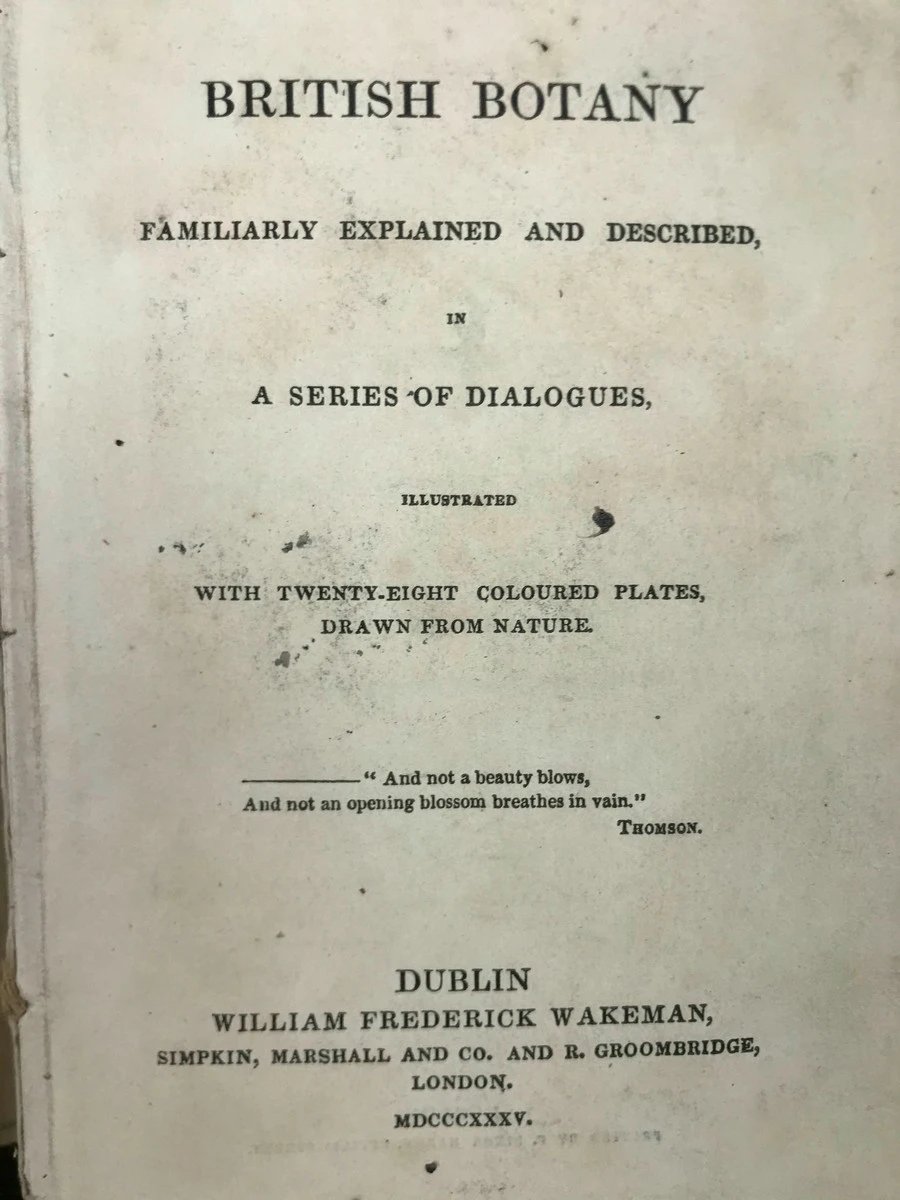 BRITISH BOTANY
FAMILIARLY EXPLAINED AND DESCRIBED,
IN
A SERIES OF DIALOGUES,
ILLUSTRATED
WITH TWENTY-EIGHT COLOURED PLATES,
DRAWN FROM NATURE.
————“ And not a beauty blows,
And not an opening blossom breathes in vain.”
THOMSON.
DUBLIN
WILLIAM FREDERICK WAKEMAN,
SIMPKIN, MARSHALL AND CO. AND R. GROOMBRIDGE,
LONDON.
MDCCCXXXV.